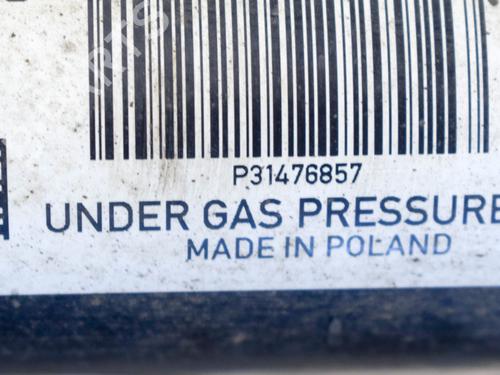 P31476857
UNDER GAS PRESSURE
MADE IN POLAND